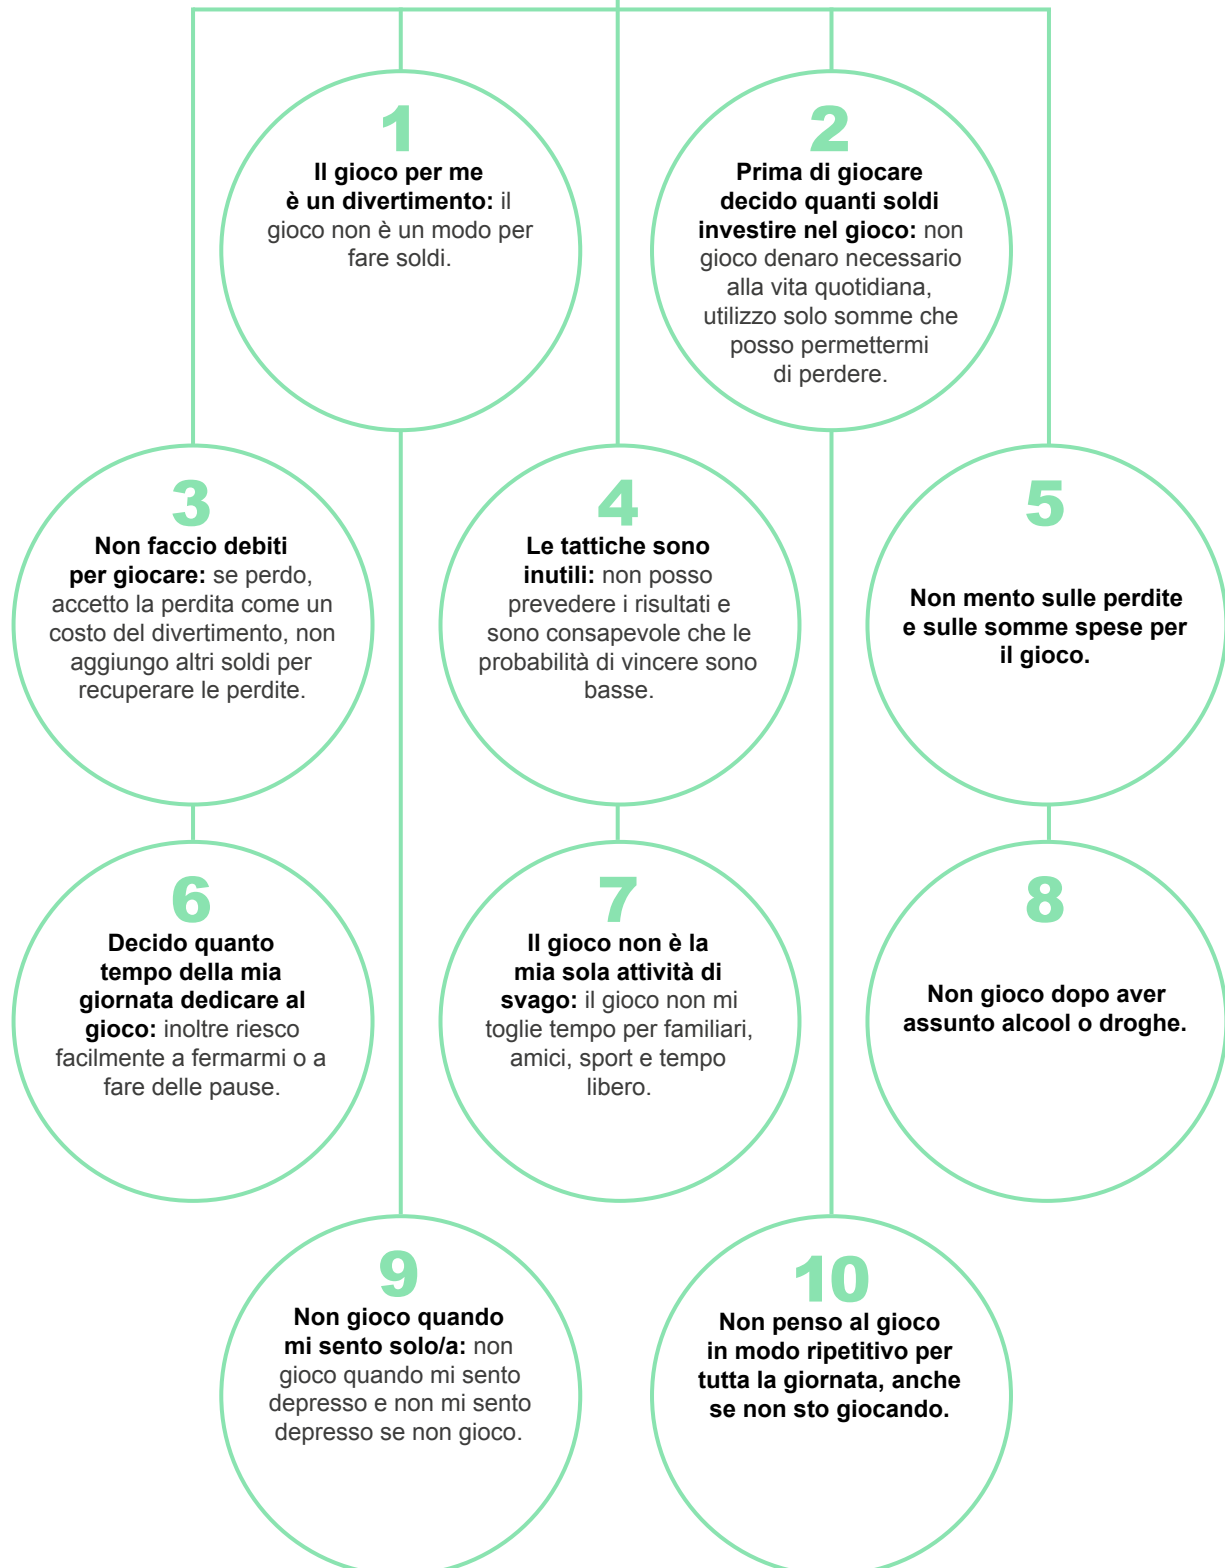 1
Il gioco per me
è un divertimento: il
gioco non è un modo per
fare soldi.
2
Prima di giocare
decido quanti soldi
investire nel gioco: non
gioco denaro necessario
alla vita quotidiana,
utilizzo solo somme che
posso permettermi
di perdere.
3
Non faccio debiti
per giocare: se perdo,
accetto la perdita come un
costo del divertimento, non
aggiungo altri soldi per
recuperare le perdite.
4
Le tattiche sono
inutili: non posso
prevedere i risultati e
sono consapevole che le
probabilità di vincere sono
basse.
5
Non mento sulle perdite
e sulle somme spese per
il gioco.
6
Decido quanto
tempo della mia
giornata dedicare al
gioco: inoltre riesco
facilmente a fermarmi o a
fare delle pause.
7
Il gioco non è la
mia sola attività di
svago: il gioco non mi
toglie tempo per familiari,
amici, sport e tempo
libero.
8
Non gioco dopo aver
assunto alcool o droghe.
9
Non gioco quando
mi sento solo/a: non
gioco quando mi sento
depresso e non mi sento
depresso se non gioco.
10
Non penso al gioco
in modo ripetitivo per
tutta la giornata, anche
se non sto giocando.